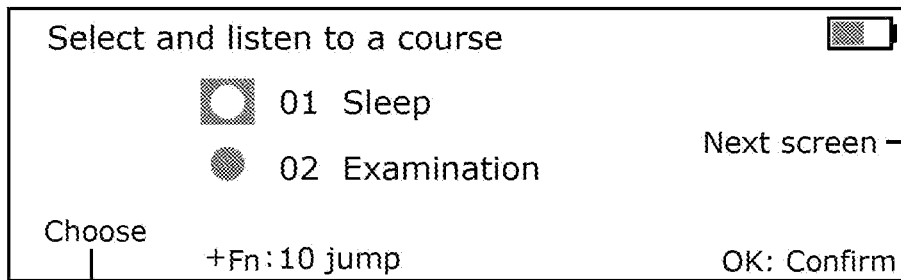 Select and listen to a course
01 Sleep
02 Examination
Next screen
Choose
+Fn:10 jump
OK: Confirm